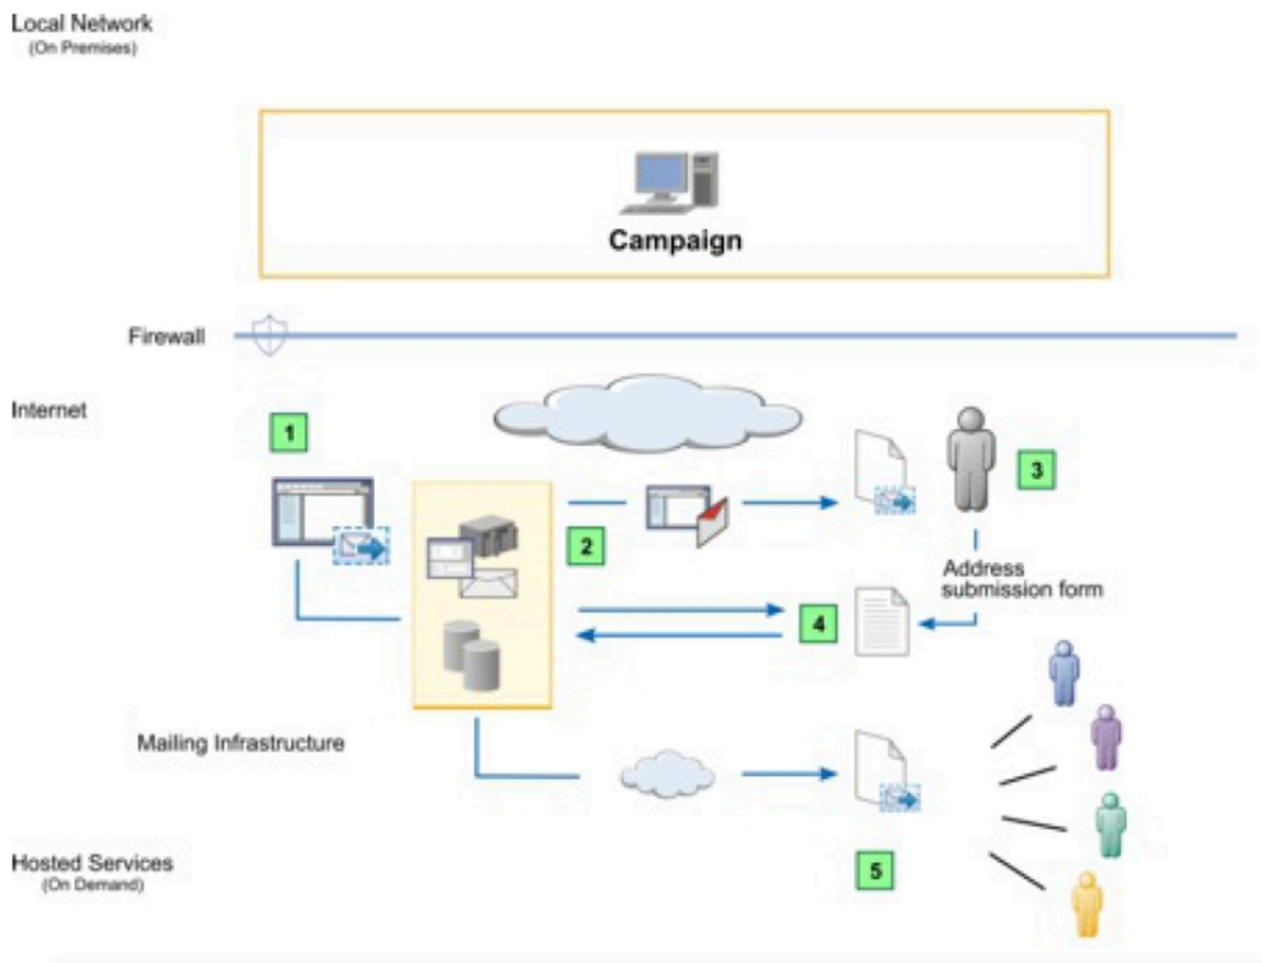 Local Network
(On Premises)
Campaign
Firewall
Internet
1
3
2
Address
submission form
4
Mailing Infrastructure
Hosted Services
(On Demand)
5